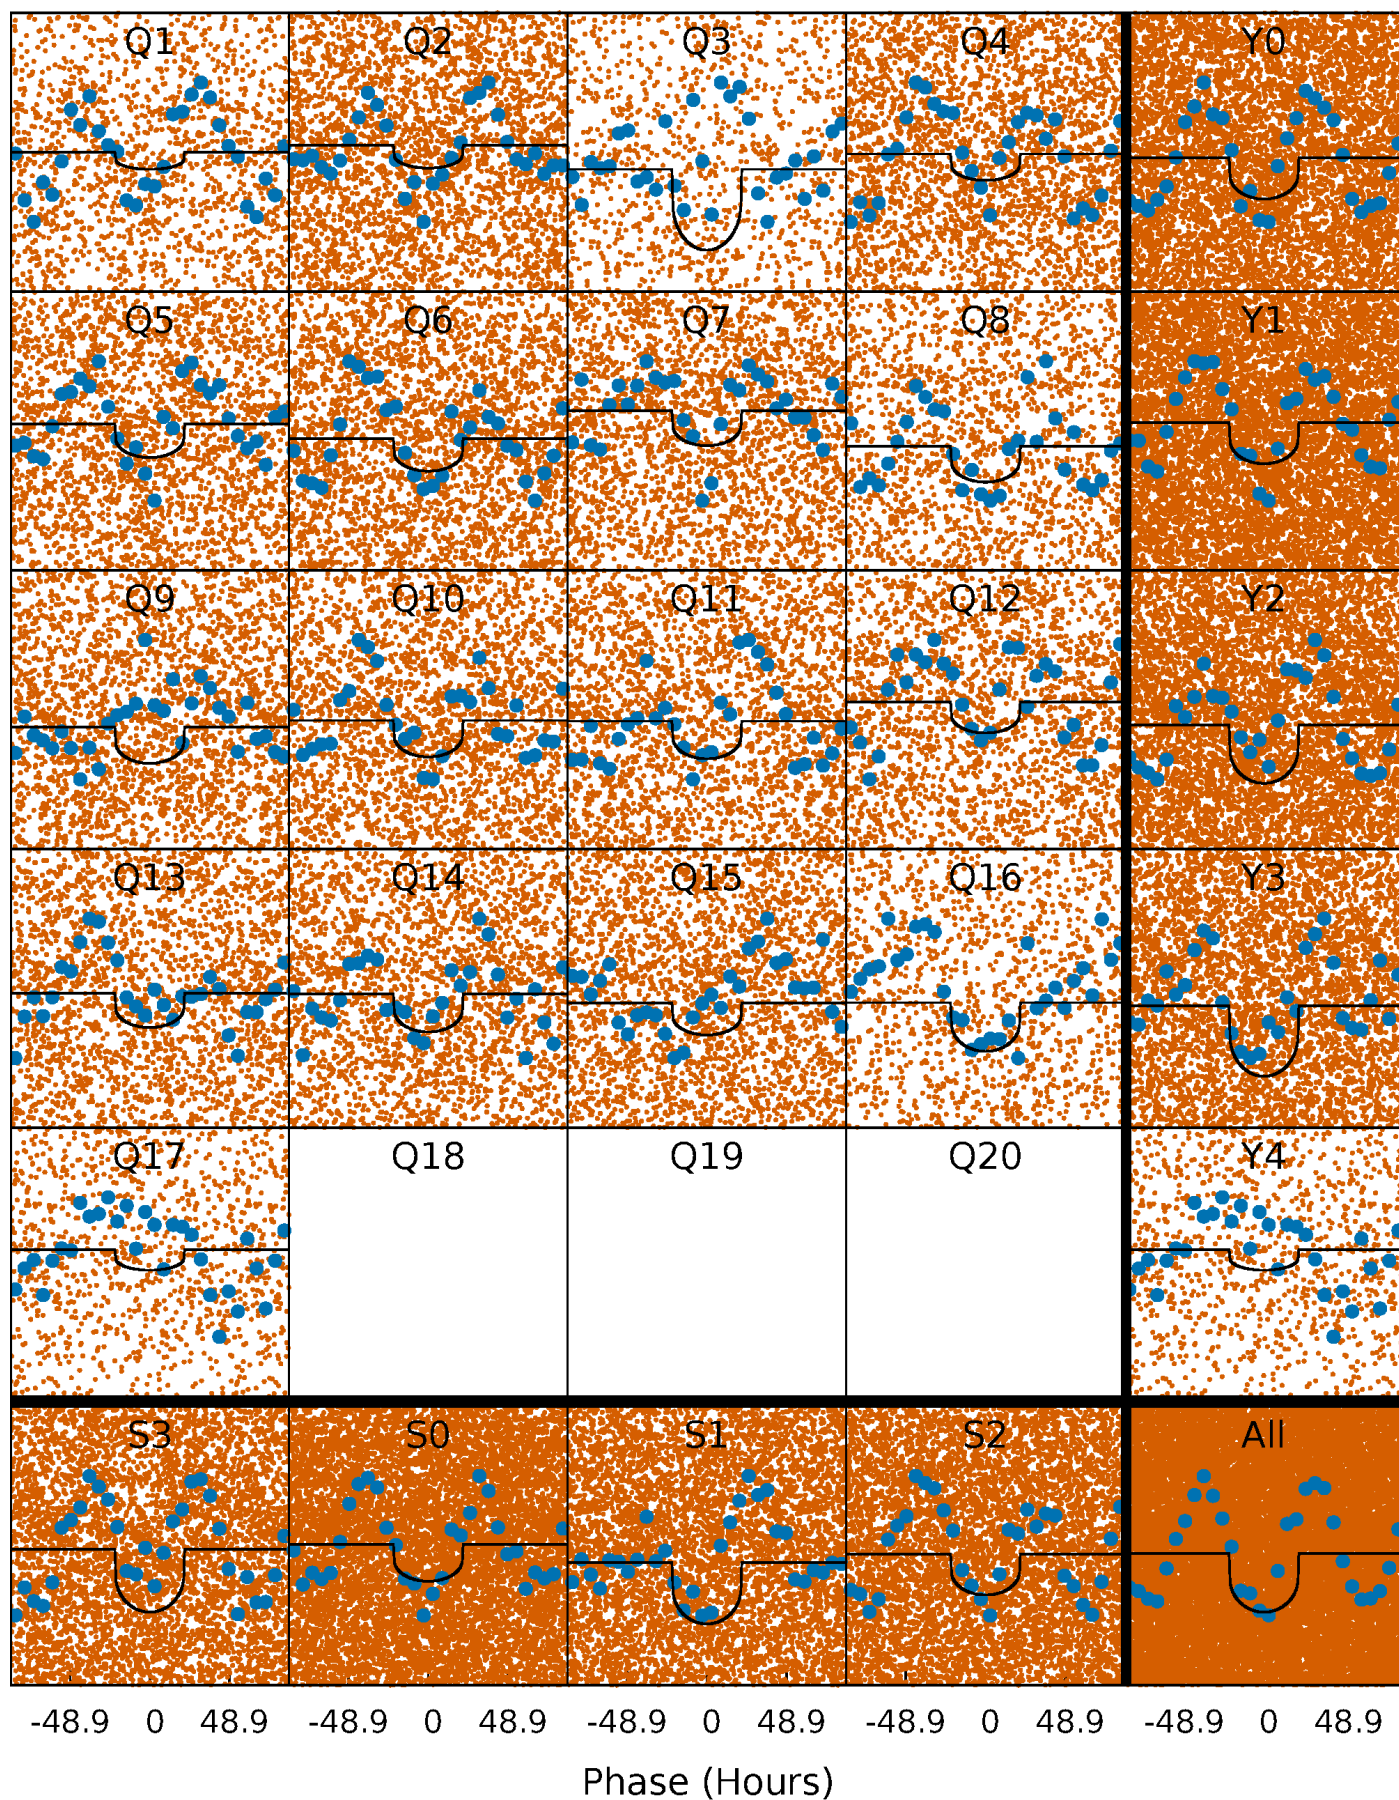 Q1 Q2 Q3 Q4 Y0
Q5 Q6 Q7 Q8 Y1
Q9 Q10 Q11 Q12 Y2
Q13 Q14 Q15 Q16 Y3
Q17 Q18 Q19 Q20 Y4
S3 S0 S1 S2 All
-48.9 0 48.9 -48.9 0 48.9 -48.9 0 48.9 -48.9 0 48.9 -48.9 0 48.9
Phase (Hours)